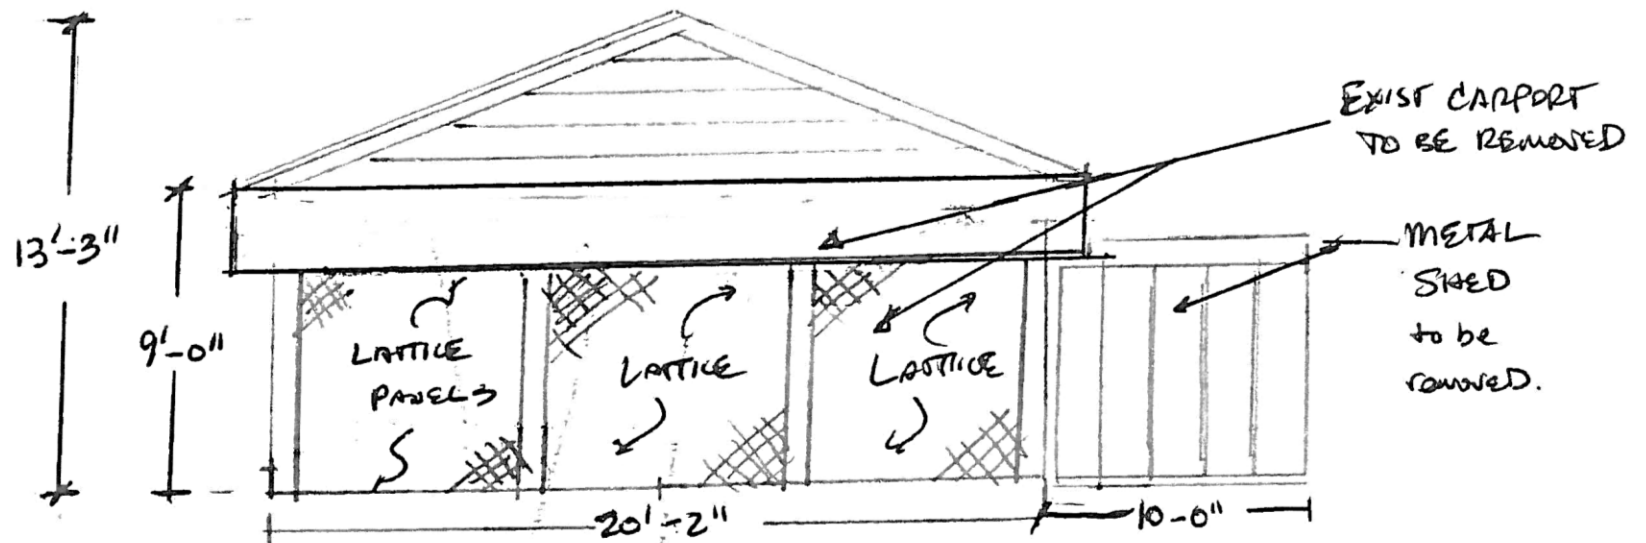 EXIST CARPORT
TO BE REMOVED
13'-3"
METAL
SHED
to be
removed.
9'-0"
LATTICE
PANELS
LATTICE
LATTICE
20'-2"
10-0"